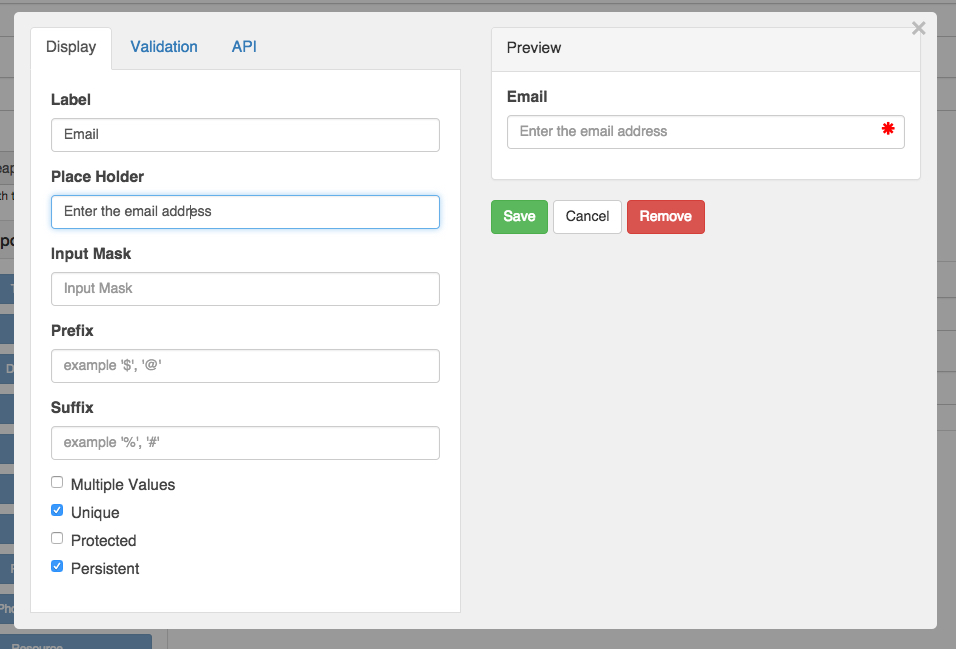 Display Validation API
Label
Email
Place Holder
Enter the email address
Input Mask
Input Mask
Prefix
example '$', '@'
Suffix
example '%', '#'
Multiple Values
Unique
Protected
Persistent
×
Preview
Email
Enter the email address *
Save Cancel Remove